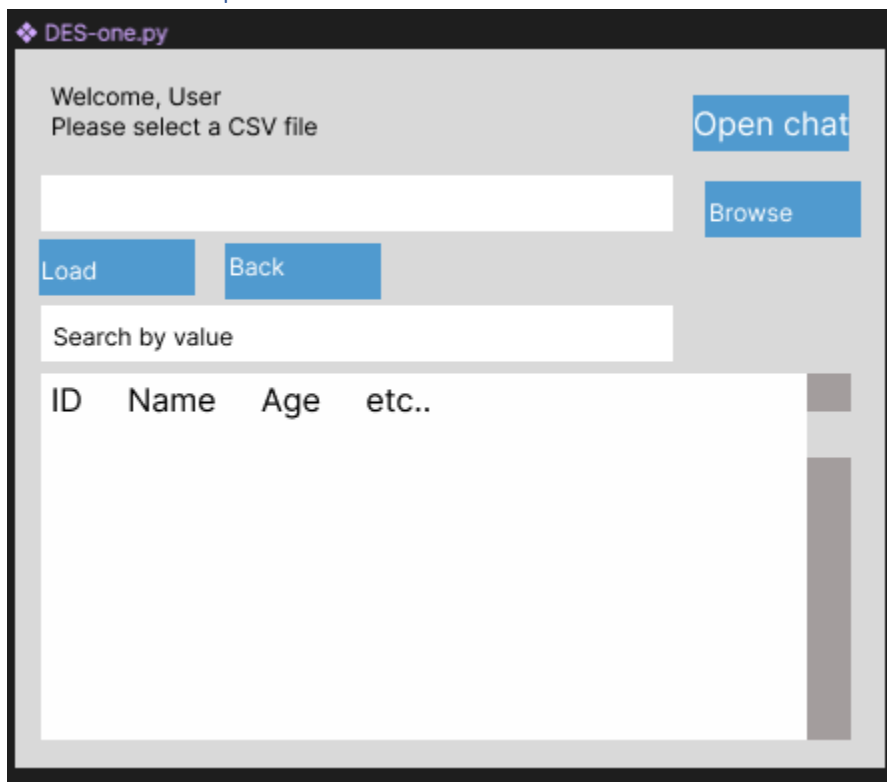 DES-one.py
Welcome, User
Please select a CSV file
Open chat
Browse
Load
Back
Search by value
ID Name Age etc..